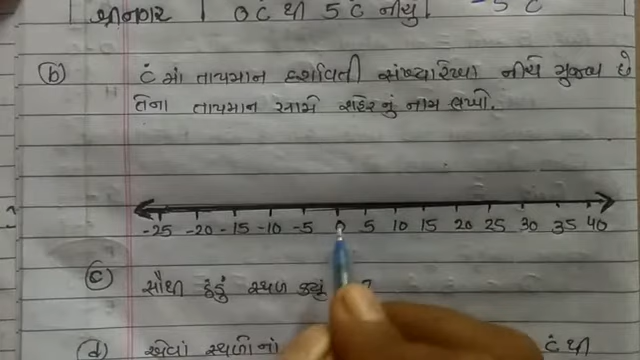 શ્રીનગર 0°C થી 5°C નીચું -5°C
(b) °C માં તાપમાન દર્શાવતી સંખ્યારેખા નીચે મુજબ છે
તેના તાપમાન સામે શહેરનું નામ લખો.
-25 -20 -15 -10 -5 0 5 10 15 20 25 30 35 40
(c) સૌથી ઠંડું સ્થળ કયું ?
(d) એવાં સ્થળોનાં °C થી